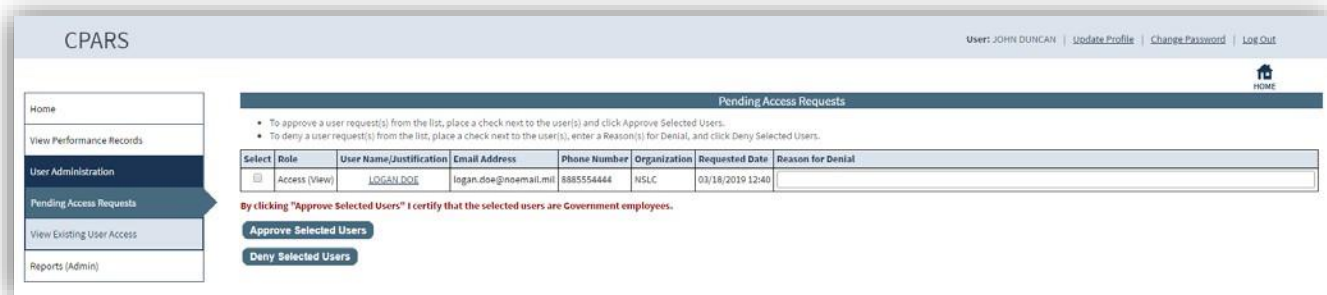 CPARS
User: JOHN DUNCAN | Update Profile | Change Password | Log Out
HOME
Home
View Performance Records
User Administration
Pending Access Requests
View Existing User Access
Reports (Admin)
Pending Access Requests
• To approve a user request(s) from the list, place a check next to the user(s) and click Approve Selected Users.
• To deny a user request(s) from the list, place a check next to the user(s), enter a Reason(s) for Denial, and click Deny Selected Users.
Select Role User Name/Justification Email Address Phone Number Organization Requested Date Reason for Denial
Access (View) LOGAN DOE logan.doe@noemail.mil 8885554444 NSLC 03/18/2019 12:40
By clicking "Approve Selected Users" I certify that the selected users are Government employees.
Approve Selected Users
Deny Selected Users